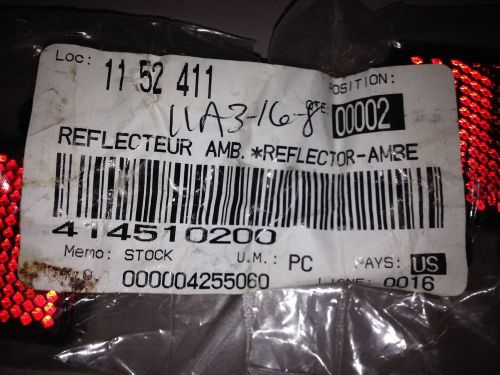 Loc: 11 52 411 POSITION:
11A3-16-8 QTE: 00002
REFLECTEUR AMB. *REFLECTOR-AMBE
414510200
Memo: STOCK U.M.: PC PAYS: US
000004255060 LIGNE: 0016